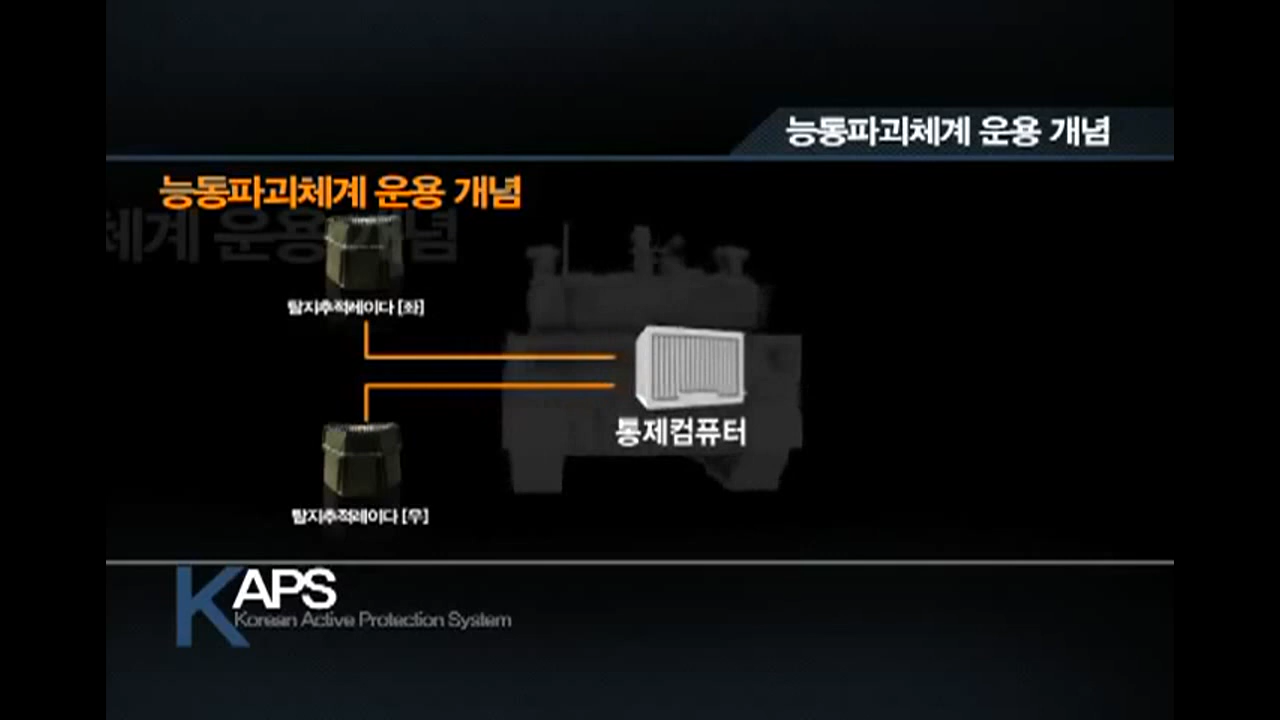 능동파괴체계 운용 개념
능동파괴체계 운용 개념
체계 운용 개념
탐지추적레이다 [좌]
통제컴퓨터
탐지추적레이다 [우]
KAPS
Korean Active Protection System